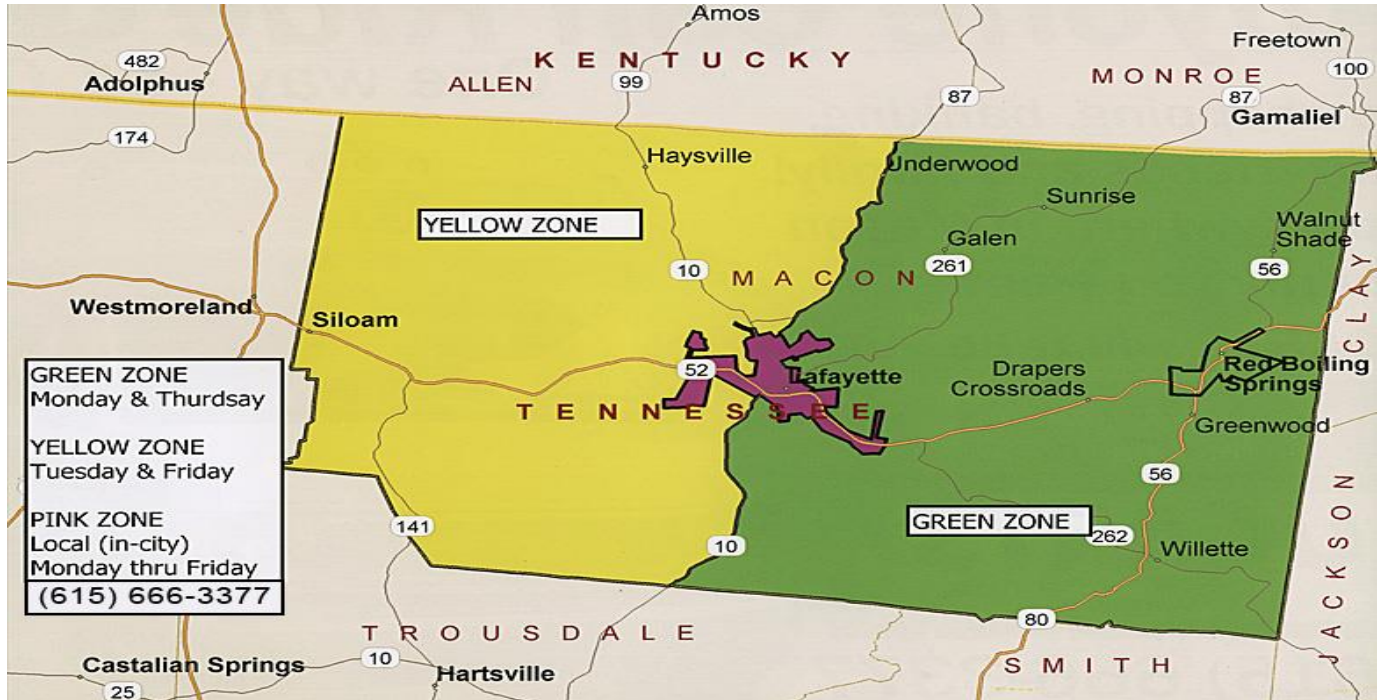 Amos
KENTUCKY
Freetown
482
Adolphus
ALLEN
99
MONROE
100
87
87
Gamaliel
174
Haysville
Underwood
YELLOW ZONE
Sunrise
Galen
Walnut
Shade
10
MACON
261
56
CLAY
Westmoreland
Siloam
52
Lafayette
Drapers
Crossroads
Red Boiling
Springs
TENNESSEE
Greenwood
GREEN ZONE
Monday & Thurdsay
YELLOW ZONE
Tuesday & Friday
PINK ZONE
Local (in-city)
Monday thru Friday
(615) 666-3377
56
JACKSON
141
10
GREEN ZONE
262
Willette
80
TROUSDALE
10
Castalian Springs
25
Hartsville
SMITH